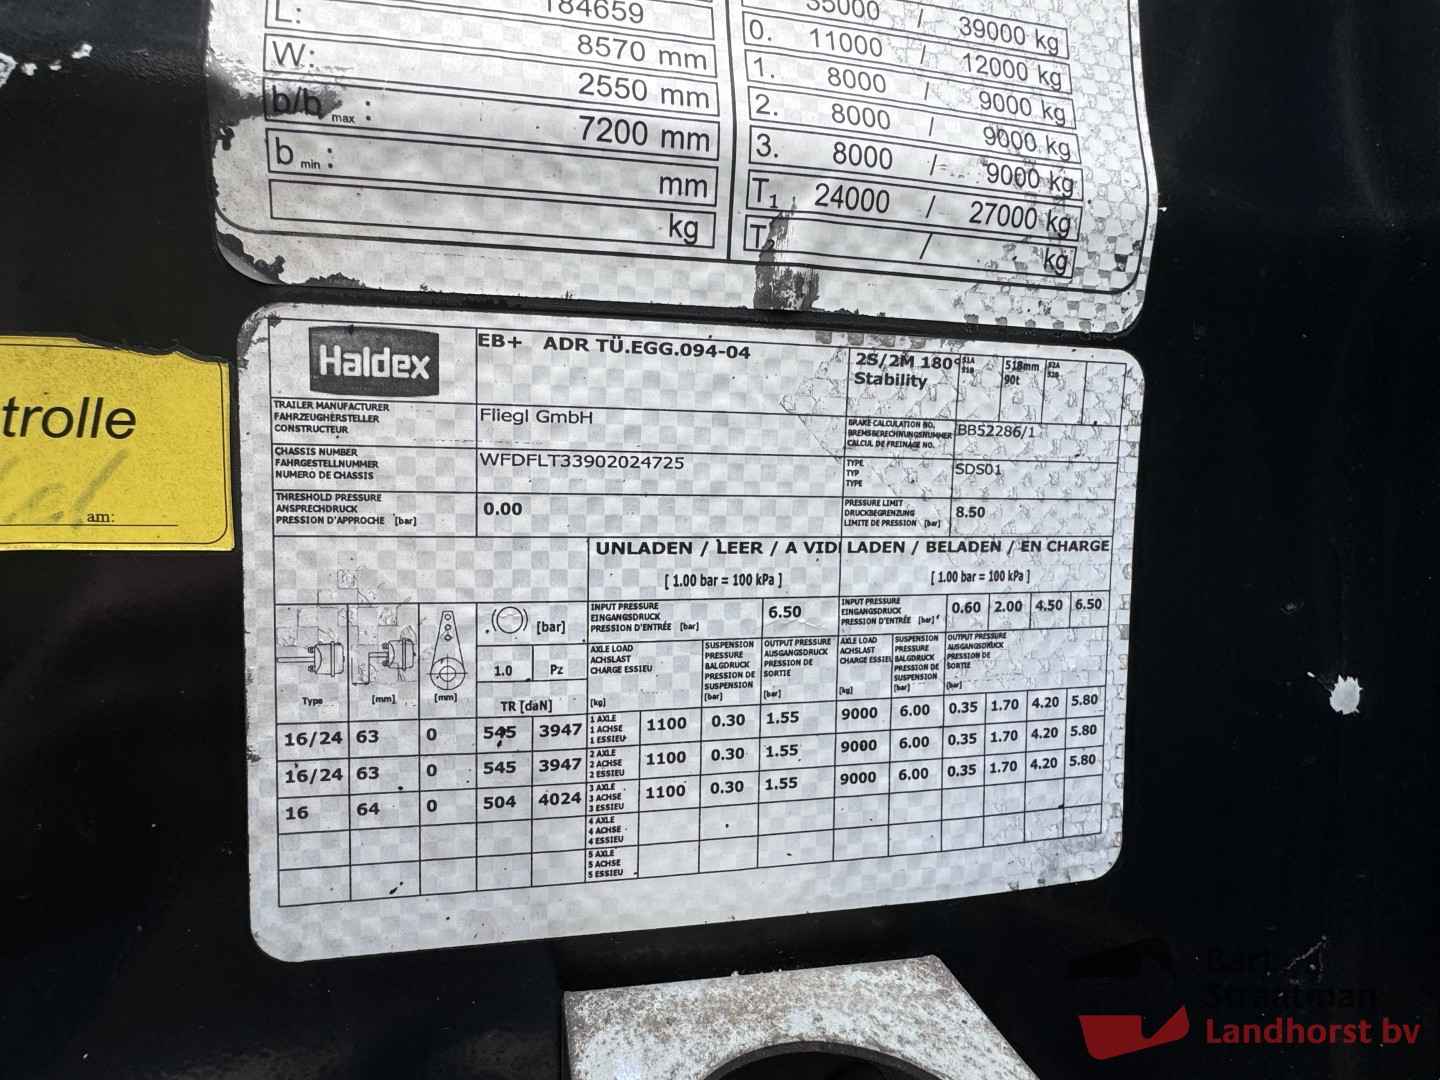 184659
L: 8570 mm
W: 2550 mm
b/b max : 7200 mm
b min : mm
kg
35000 / 39000 kg
0. 11000 / 12000 kg
1. 8000 / 9000 kg
2. 8000 / 9000 kg
3. 8000 / 9000 kg
T1 24000 / 27000 kg
T / kg
trolle
am:
Haldex
EB+ ADR TÜ.EGG.094-04
2S/2M 180°
Stability
S1A
S1B
518mm
90t
S2A
S2B
TRAILER MANUFACTURER
FAHRZEUGHERSTELLER
CONSTRUCTEUR
Fliegl GmbH
BRAKE CALCULATION NO.
BREMSBERECHNUNGSNUMMER
CALCUL DE FREINAGE NO.
BB52286/1
CHASSIS NUMBER
FAHRGESTELLNUMMER
NUMERO DE CHASSIS
WFDFLT33902024725
TYPE
TYP
TYPE
SDS01
THRESHOLD PRESSURE
ANSPRECHDRUCK
PRESSION D'APPROCHE [bar]
0.00
PRESSURE LIMIT
DRUCKBEGRENZUNG
LIMITE DE PRESSION [bar]
8.50
UNLADEN / LEER / A VID
[ 1.00 bar = 100 kPa ]
LADEN / BELADEN / EN CHARGE
[ 1.00 bar = 100 kPa ]
INPUT PRESSURE
EINGANGSDRUCK
PRESSION D'ENTRÉE [bar]
6.50
INPUT PRESSURE
EINGANGSDRUCK
PRESSION D'ENTRÉE [bar]
0.60 2.00 4.50 6.50
[bar]
1.0 Pz
TR [daN]
Type [mm] [mm]
AXLE LOAD
ACHSLAST
CHARGE ESSIEU
[kg]
SUSPENSION
PRESSURE
BALGDRUCK
PRESSION DE
SUSPENSION
[bar]
OUTPUT PRESSURE
AUSGANGSDRUCK
PRESSION DE
SORTIE
[bar]
AXLE LOAD
ACHSLAST
CHARGE ESSIEU
[kg]
SUSPENSION
PRESSURE
BALGDRUCK
PRESSION DE
SUSPENSION
[bar]
OUTPUT PRESSURE
AUSGANGSDRUCK
PRESSION DE
SORTIE
[bar]
16/24 63 0 545 3947
1 AXLE
1 ACHSE
1 ESSIEU
1100 0.30 1.55 9000 6.00 0.35 1.70 4.20 5.80
16/24 63 0 545 3947
2 AXLE
2 ACHSE
2 ESSIEU
1100 0.30 1.55 9000 6.00 0.35 1.70 4.20 5.80
16 64 0 504 4024
3 AXLE
3 ACHSE
3 ESSIEU
1100 0.30 1.55 9000 6.00 0.35 1.70 4.20 5.80
4 AXLE
4 ACHSE
4 ESSIEU
5 AXLE
5 ACHSE
5 ESSIEU
Bart
Straatman
Landhorst bv